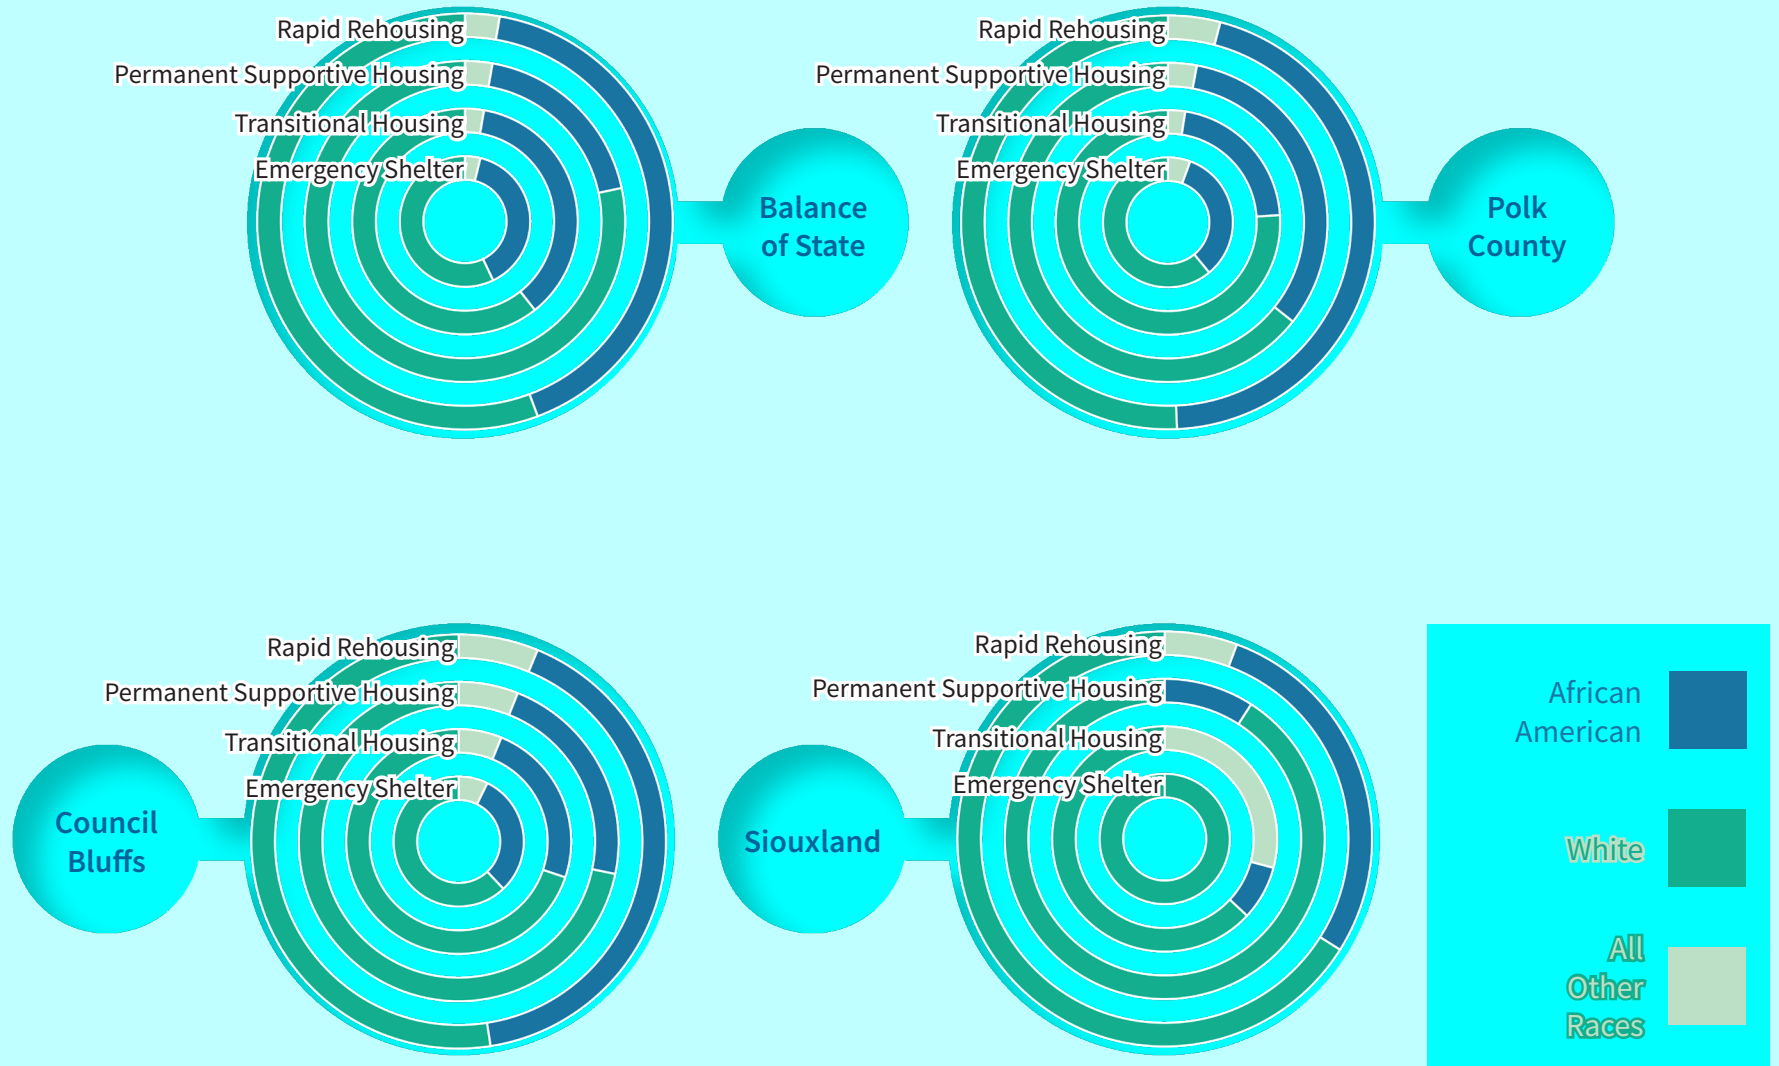 Rapid Rehousing
Permanent Supportive Housing
Transitional Housing
Emergency Shelter
Balance
of State
Rapid Rehousing
Permanent Supportive Housing
Transitional Housing
Emergency Shelter
Polk
County
Rapid Rehousing
Permanent Supportive Housing
Transitional Housing
Emergency Shelter
Council
Bluffs
Rapid Rehousing
Permanent Supportive Housing
Transitional Housing
Emergency Shelter
Siouxland
African
American
White
All
Other
Races